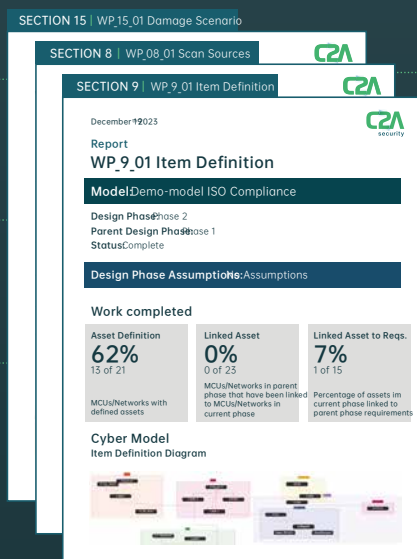 SECTION 15 | WP_15_01 Damage Scenario
SECTION 8 | WP_08_01 Scan Sources
SECTION 9 | WP_9_01 Item Definition
C2A
security
Report
WP_9_01 Item Definition
Model: Demo-model ISO Compliance
Design Phase: Phase 2
Parent Design Phase: Phase 1
Status: Complete
Design Phase Assumptions: No Assumptions
Work completed
Asset Definition
62%
13 of 21
MCUs/Networks with
defined assets
Linked Asset
0%
0 of 23
MCUs/Networks in parent
phase that have been linked
to MCUs/Networks in
current phase
Linked Asset to Reqs.
7%
1 of 15
Percentage of assets im
current phase linked to
parent phase requirements
Cyber Model
Item Definition Diagram